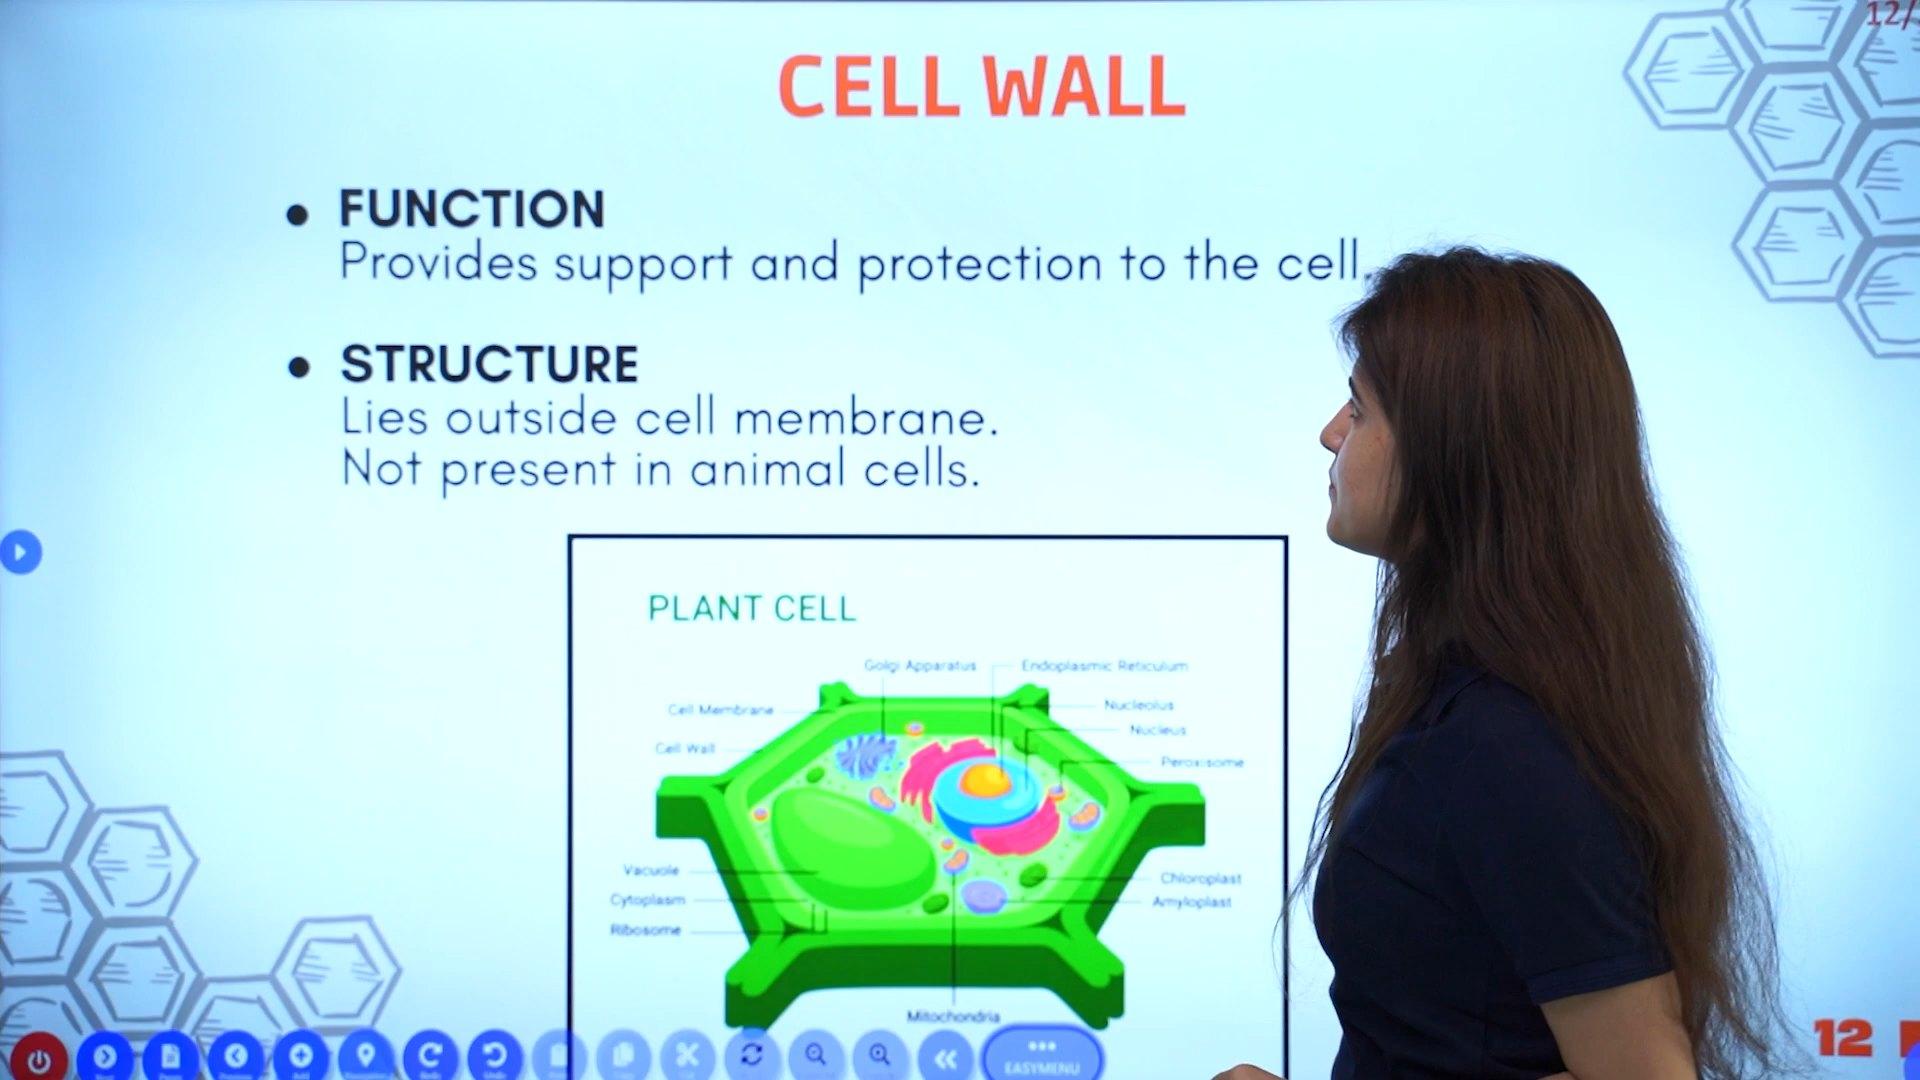 12/
CELL WALL
FUNCTION
Provides support and protection to the cell.
STRUCTURE
Lies outside cell membrane.
Not present in animal cells.
PLANT CELL
Golgi Apparatus
Endoplasmic Reticulum
Cell Membrane
Nucleolus
Cell Wall
Nucleus
Peroxisome
Vacuole
Chloroplast
Cytoplasm
Amyloplast
Ribosome
Mitochondria
12
EASYMENU